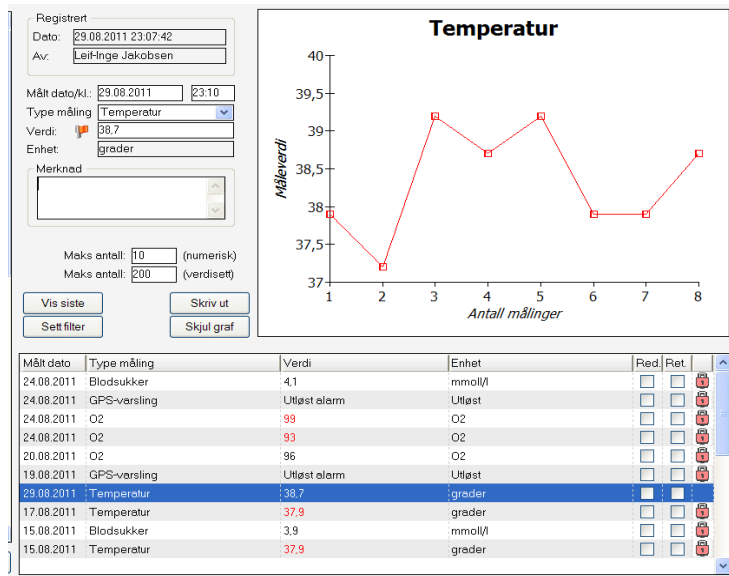 Registrert
Dato: 29.08.2011 23:07:42
Av: Leif-Inge Jakobsen
Målt dato/kl.: 29.08.2011 23:10
Type måling Temperatur
Verdi: 38,7
Enhet: grader
Merknad
Maks antall: 10 (numerisk)
Maks antall: 200 (verdisett)
Vis siste Skriv ut
Sett filter Skjul graf
Temperatur
Måleverdi
40
39,5
39
38,5
38
37,5
37
1 2 3 4 5 6 7 8
Antall målinger
Målt dato Type måling Verdi Enhet Red. Ret.
24.08.2011 Blodsukker 4,1 mmoll/l
24.08.2011 GPS-varsling Utløst alarm Utløst
24.08.2011 O2 99 O2
24.08.2011 O2 93 O2
20.08.2011 O2 96 O2
19.08.2011 GPS-varsling Utløst alarm Utløst
29.08.2011 Temperatur 38,7 grader
17.08.2011 Temperatur 37,9 grader
15.08.2011 Blodsukker 3,9 mmoll/l
15.08.2011 Temperatur 37,9 grader